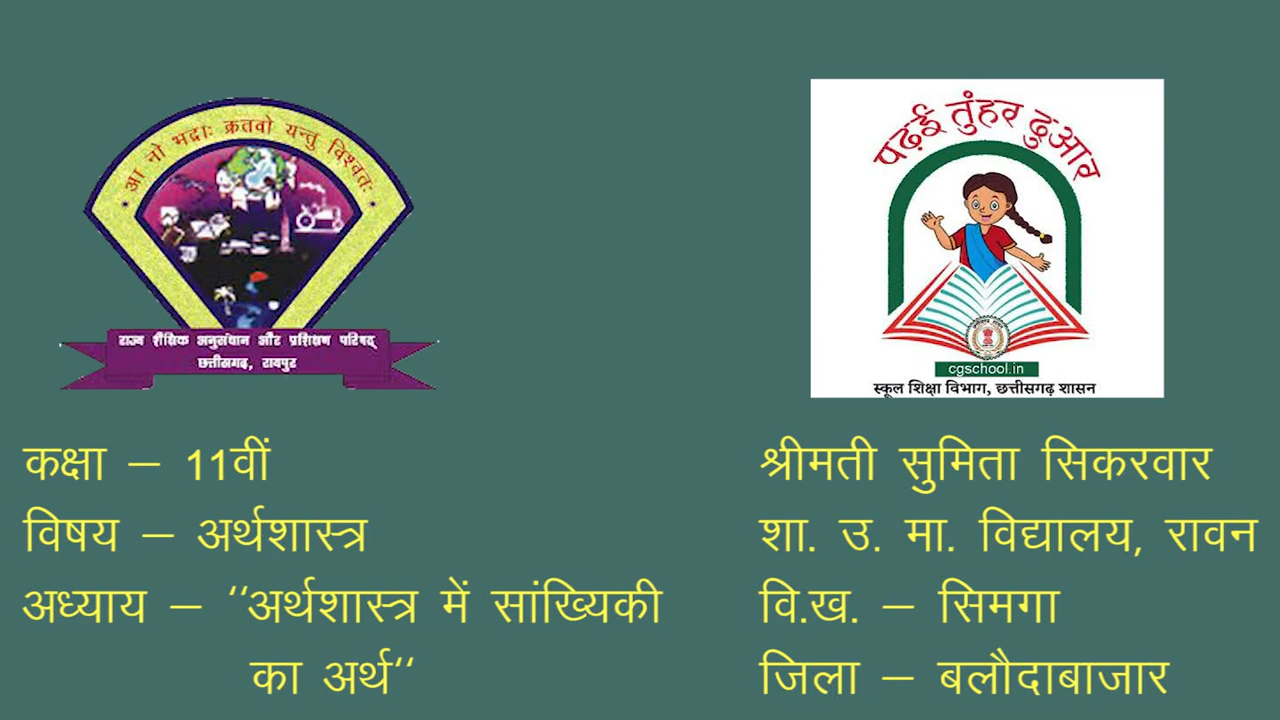 आ नो भद्राः क्रतवो यन्तु विश्वतः
राज्य शैक्षिक अनुसंधान और प्रशिक्षण परिषद्
छत्तीसगढ़, रायपुर
पढ़ई तुंहर दुआर
cgschool.in
स्कूल शिक्षा विभाग, छत्तीसगढ़ शासन
कक्षा – 11वीं
विषय – अर्थशास्त्र
अध्याय – “अर्थशास्त्र में सांख्यिकी
का अर्थ“
श्रीमती सुमिता सिकरवार
शा. उ. मा. विद्यालय, रावन
वि.ख. – सिमगा
जिला – बलौदाबाजार